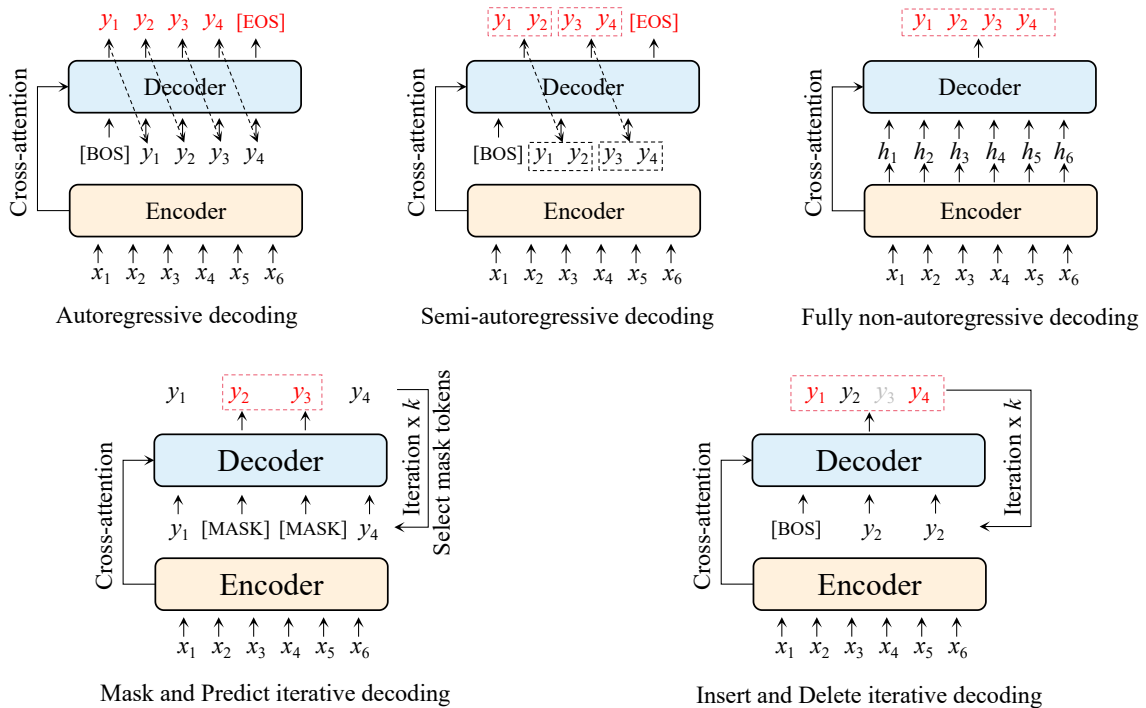 y1 y2 y3 y4 [EOS]
Decoder
[BOS] y1 y2 y3 y4
Cross-attention
Encoder
x1 x2 x3 x4 x5 x6
Autoregressive decoding
y1 y2 y3 y4 [EOS]
Decoder
[BOS] y1 y2 y3 y4
Cross-attention
Encoder
x1 x2 x3 x4 x5 x6
Semi-autoregressive decoding
y1 y2 y3 y4
Decoder
h1 h2 h3 h4 h5 h6
Cross-attention
Encoder
x1 x2 x3 x4 x5 x6
Fully non-autoregressive decoding
y1 y2 y3 y4
Decoder
y1 [MASK] [MASK] y4
Iteration x k
Select mask tokens
Cross-attention
Encoder
x1 x2 x3 x4 x5 x6
Mask and Predict iterative decoding
y1 y2 y3 y4
Decoder
[BOS] y2 y2
Iteration x k
Cross-attention
Encoder
x1 x2 x3 x4 x5 x6
Insert and Delete iterative decoding